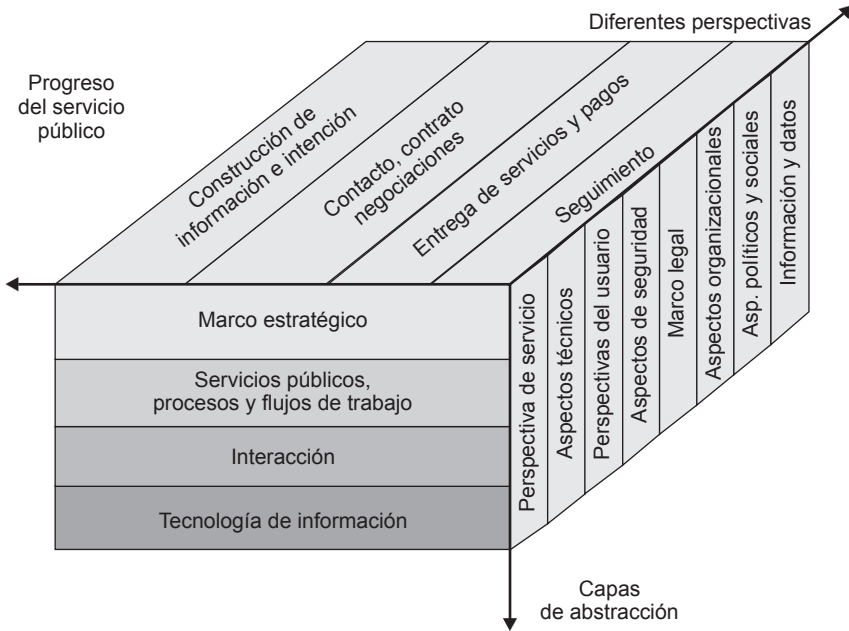 Diferentes perspectivas
Progreso
del servicio
público
Construcción de
información e intención
Contacto, contrato
negociaciones
Entrega de servicios y pagos
Seguimiento
Marco estratégico
Servicios públicos,
procesos y flujos de trabajo
Interacción
Tecnología de información
Perspectiva de servicio
Aspectos técnicos
Perspectivas del usuario
Aspectos de seguridad
Marco legal
Aspectos organizacionales
Asp. políticos y sociales
Información y datos
Capas
de abstracción